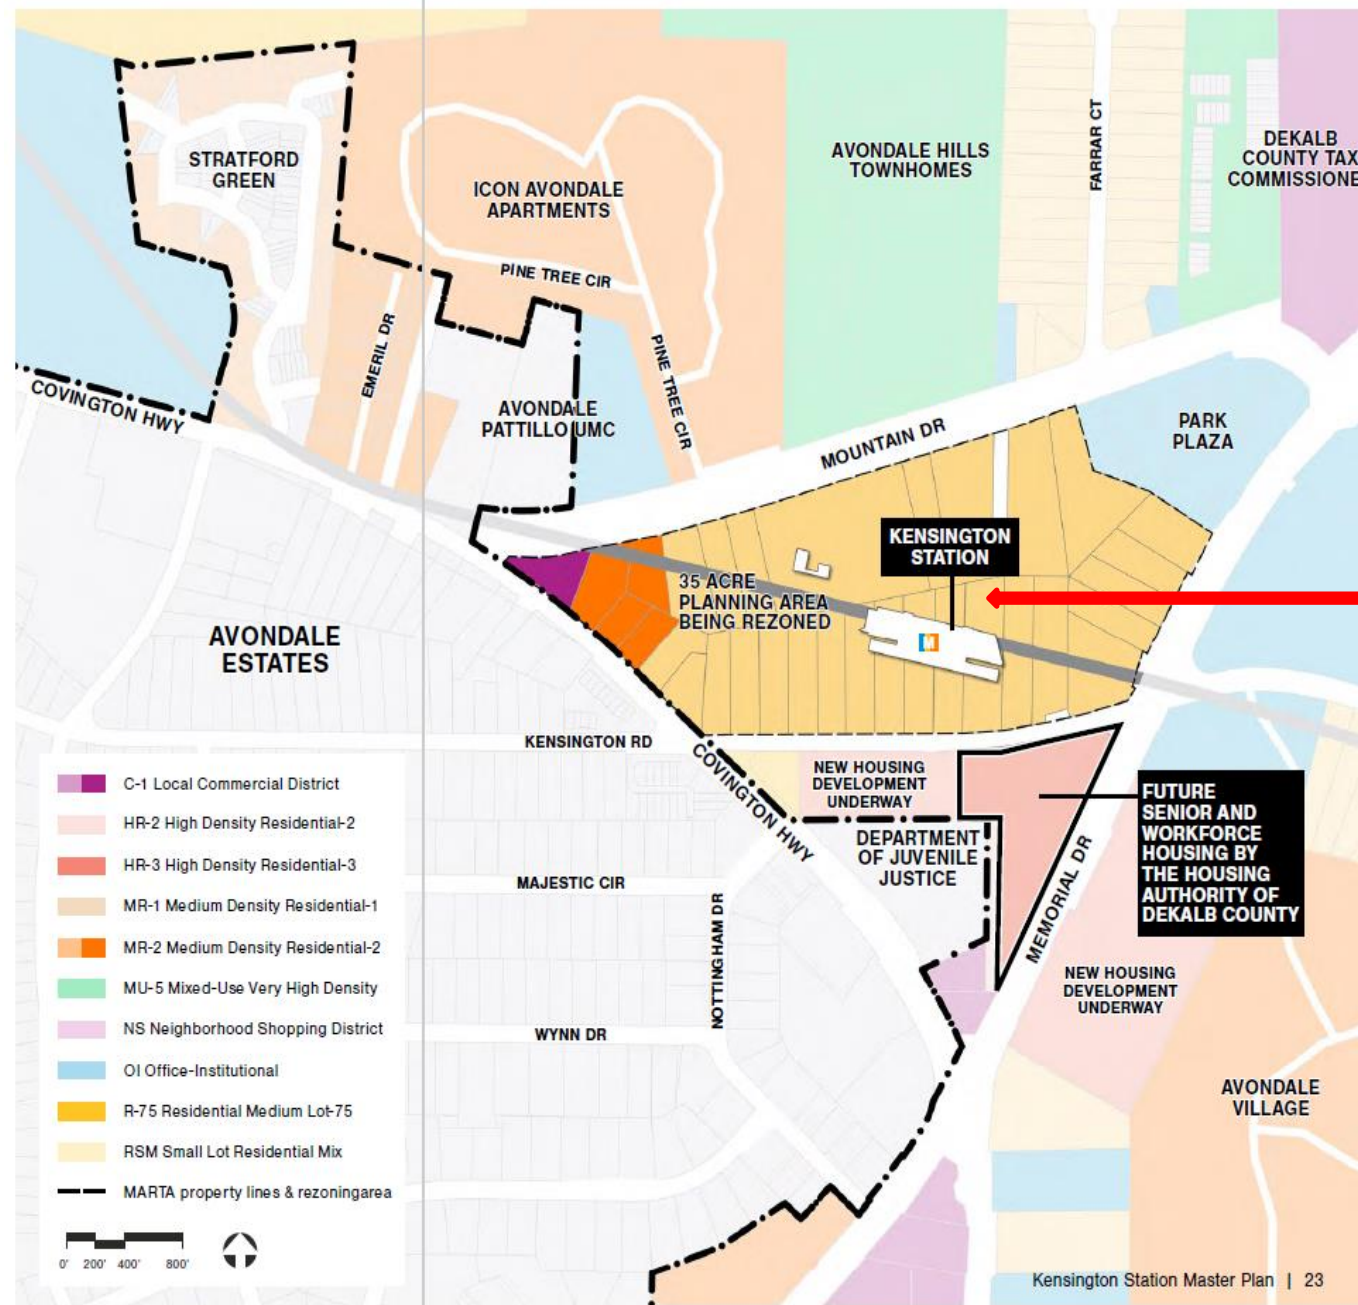 STRATFORD
GREEN
ICON AVONDALE
APARTMENTS
AVONDALE HILLS
TOWNHOMES
FARRAR CT
DEKALB
COUNTY TAX
COMMISSIONE
PINE TREE CIR
EMERIL DR
PINE TREE CIR
COVINGTON HWY
AVONDALE
PATTILLO UMC
MOUNTAIN DR
PARK
PLAZA
KENSINGTON
STATION
35 ACRE
PLANNING AREA
BEING REZONED
AVONDALE
ESTATES
KENSINGTON RD
COVINGTON HWY
NEW HOUSING
DEVELOPMENT
UNDERWAY
FUTURE
SENIOR AND
WORKFORCE
HOUSING BY
THE HOUSING
AUTHORITY OF
DEKALB COUNTY
DEPARTMENT
OF JUVENILE
JUSTICE
MEMORIAL DR
MAJESTIC CIR
NOTTINGHAM DR
WYNN DR
NEW HOUSING
DEVELOPMENT
UNDERWAY
AVONDALE
VILLAGE
C-1 Local Commercial District
HR-2 High Density Residential-2
HR-3 High Density Residential-3
MR-1 Medium Density Residential-1
MR-2 Medium Density Residential-2
MU-5 Mixed-Use Very High Density
NS Neighborhood Shopping District
OI Office-Institutional
R-75 Residential Medium Lot-75
RSM Small Lot Residential Mix
MARTA property lines & rezoningarea
0' 200' 400' 800'
Kensington Station Master Plan | 23